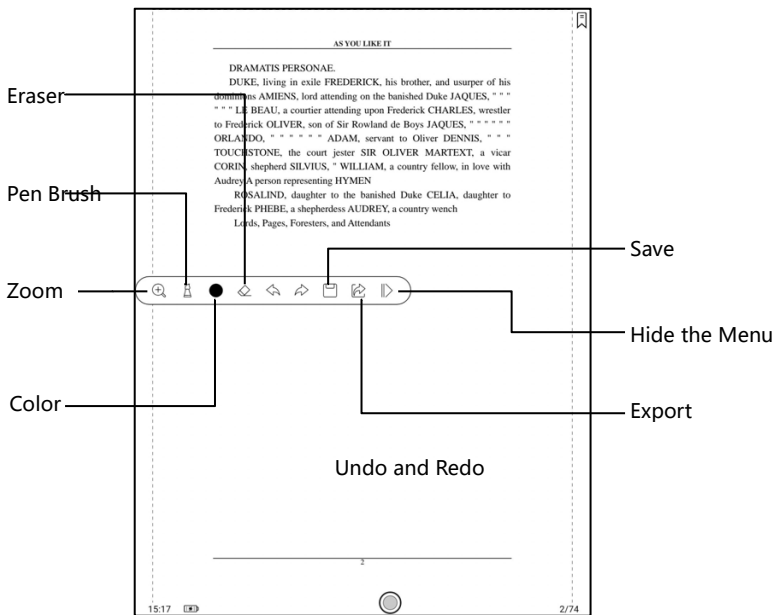 AS YOU LIKE IT
DRAMATIS PERSONAE.
DUKE, living in exile FREDERICK, his brother, and usurper of his
dominions AMIENS, lord attending on the banished Duke JAQUES, " " "
" " " LE BEAU, a courtier attending upon Frederick CHARLES, wrestler
to Frederick OLIVER, son of Sir Rowland de Boys JAQUES, " " " " " "
ORLANDO, " " " " " " ADAM, servant to Oliver DENNIS, " " "
TOUCHSTONE, the court jester SIR OLIVER MARTEXT, a vicar
CORIN, shepherd SILVIUS, " WILLIAM, a country fellow, in love with
Audrey A person representing HYMEN
ROSALIND, daughter to the banished Duke CELIA, daughter to
Frederick PHEBE, a shepherdess AUDREY, a country wench
Lords, Pages, Foresters, and Attendants
Eraser
Pen Brush
Zoom
Color
Save
Hide the Menu
Export
Undo and Redo
2
15:17
2/74